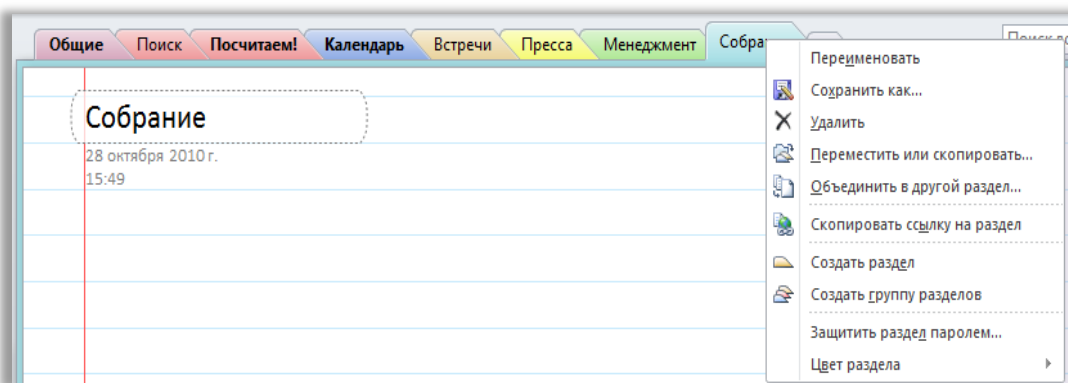 Общие Поиск Посчитаем! Календарь Встречи Пресса Менеджмент
Собрание
28 октября 2010 г.
15:49
Переименовать
Сохранить как...
Удалить
Переместить или скопировать...
Объединить в другой раздел...
Скопировать ссылку на раздел
Создать раздел
Создать группу разделов
Защитить раздел паролем...
Цвет раздела